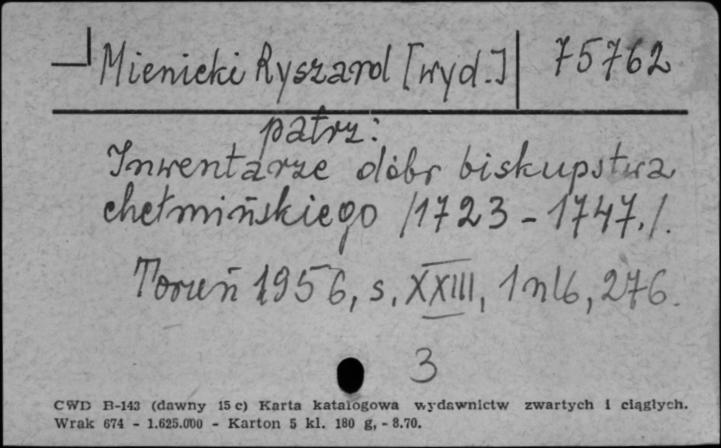 Mienicki Ryszard [wyd.] 75762
patrz:
Inwentarze dóbr biskupstwa
chełmińskiego /1723-1747./.
Toruń 1956, s. XXIII, 1 nlb, 276.
3
CWD B-143 (dawny 15 c) Karta katalogowa wydawnictw zwartych i ciągłych.
Wrak 674 - 1.625.000 - Karton 5 kl. 180 g, - 8.70.